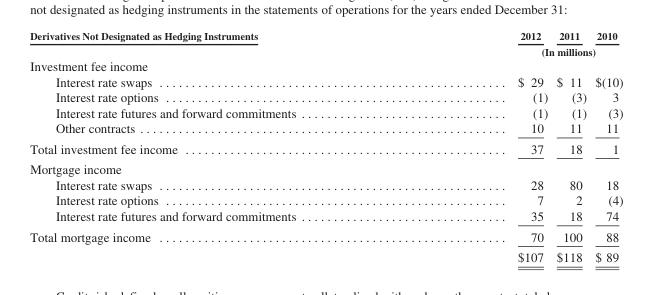 not designated as hedging instruments in the statements of operations for the years ended December 31:
Derivatives Not Designated as Hedging Instruments 2012 2011 2010
(In millions)
Investment fee income
Interest rate swaps $ 29 $ 11 $(10)
Interest rate options (1) (3) 3
Interest rate futures and forward commitments (1) (1) (3)
Other contracts 10 11 11
Total investment fee income 37 18 1
Mortgage income
Interest rate swaps 28 80 18
Interest rate options 7 2 (4)
Interest rate futures and forward commitments 35 18 74
Total mortgage income 70 100 88
$107 $118 $ 89